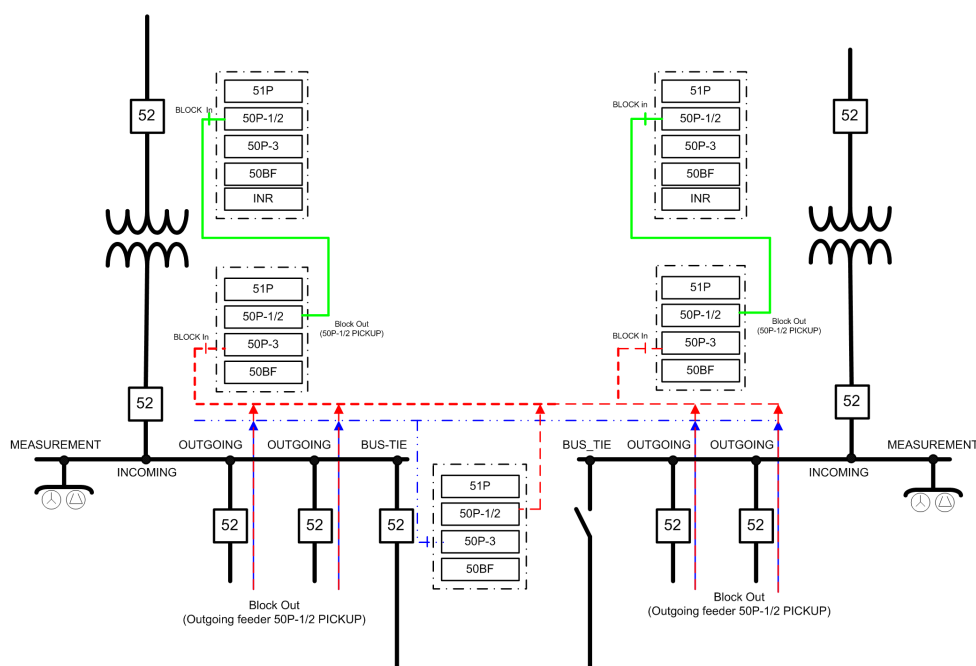 52
BLOCK In
51P
50P-1/2
50P-3
50BF
INR
BLOCK in
51P
50P-1/2
50P-3
50BF
INR
52
51P
50P-1/2
50P-3
50BF
BLOCK In
Block Out
(50P-1/2 PICKUP)
51P
50P-1/2
50P-3
50BF
BLOCK In
Block Out
(50P-1/2 PICKUP)
52
52
MEASUREMENT
INCOMING
OUTGOING
OUTGOING
BUS-TIE
BUS_TIE
OUTGOING
OUTGOING
INCOMING
MEASUREMENT
52
52
52
51P
50P-1/2
50P-3
50BF
52
52
Block Out
(Outgoing feeder 50P-1/2 PICKUP)
Block Out
(Outgoing feeder 50P-1/2 PICKUP)